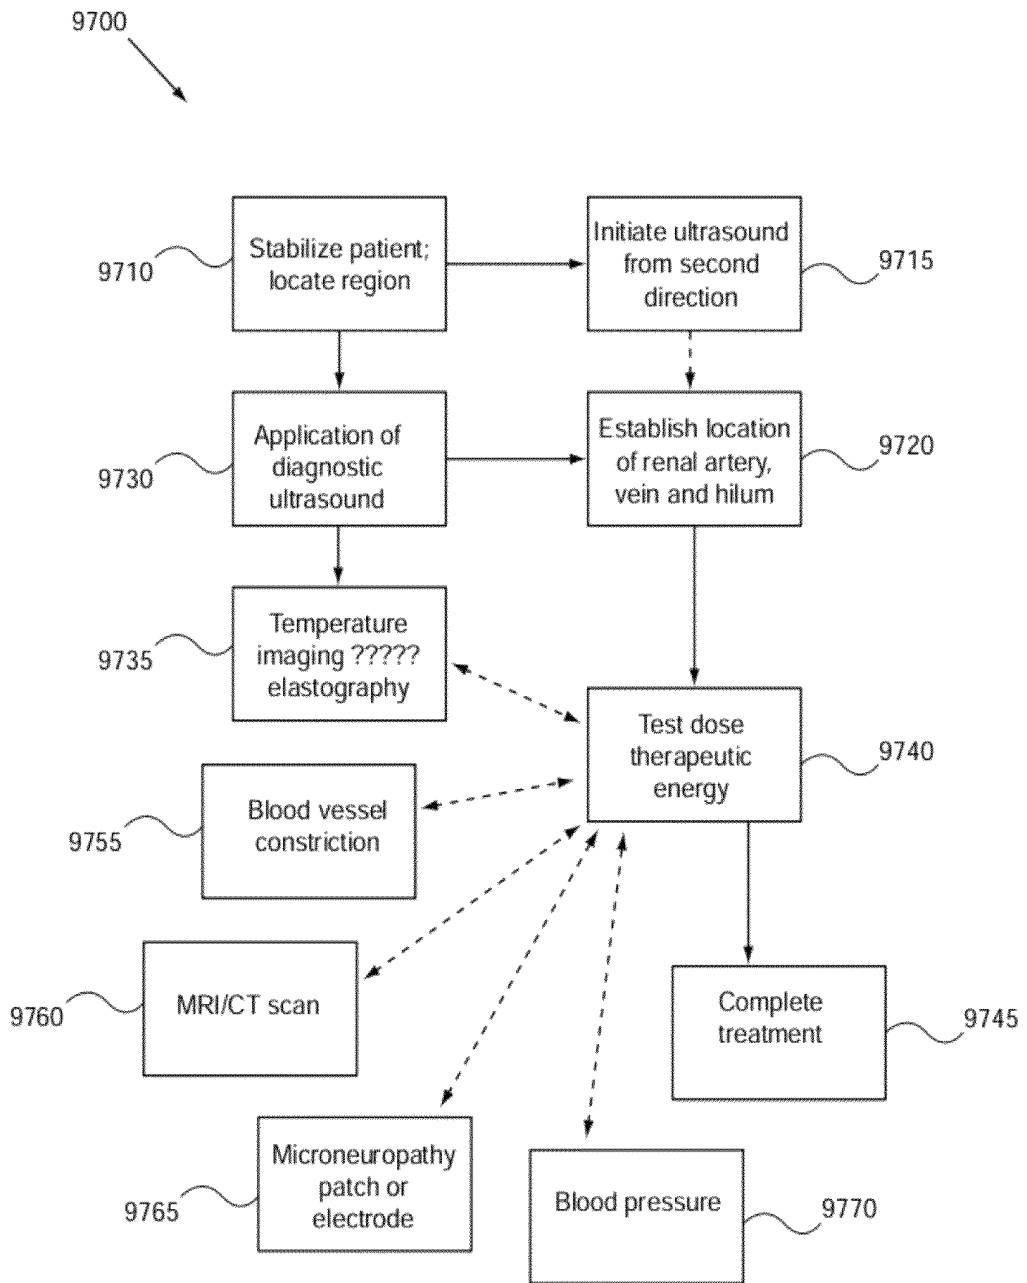 9700
9710
Stabilize patient;
locate region
Initiate ultrasound
from second
direction
9715
9730
Application of
diagnostic
ultrasound
Establish location
of renal artery,
vein and hilum
9720
9735
Temperature
imaging ?????
elastography
Test dose
therapeutic
energy
9740
9755
Blood vessel
constriction
9760
MRI/CT scan
Complete
treatment
9745
9765
Microneuropathy
patch or
electrode
Blood pressure
9770